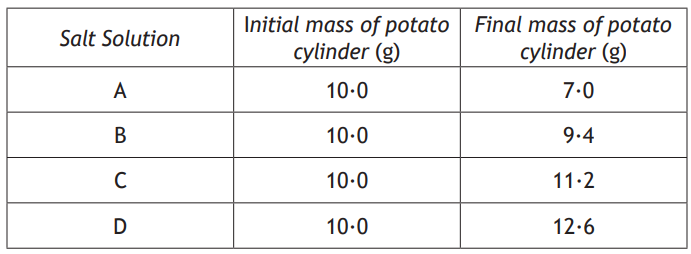 Salt Solution
Initial mass of potato
cylinder (g)
Final mass of potato
cylinder (g)
A 10·0 7·0
B 10·0 9·4
C 10·0 11·2
D 10·0 12·6